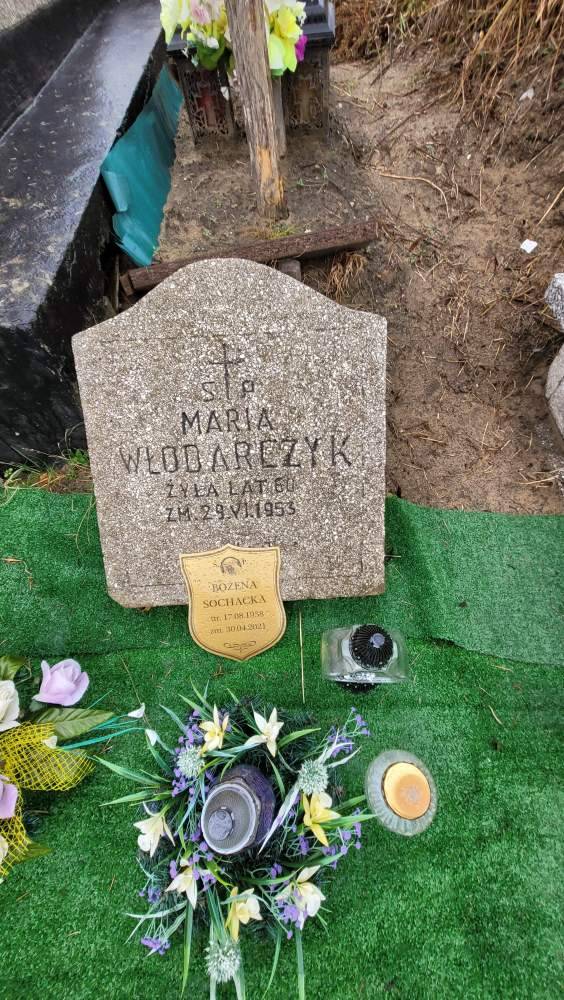 Ś P
MARIA
WŁODARCZYK
ŻYŁA LAT 60
ZM. 29.VI.1953
Ś P
BOŻENA
SOCHACKA
ur. 17.08.1958
zm. 30.04.2021